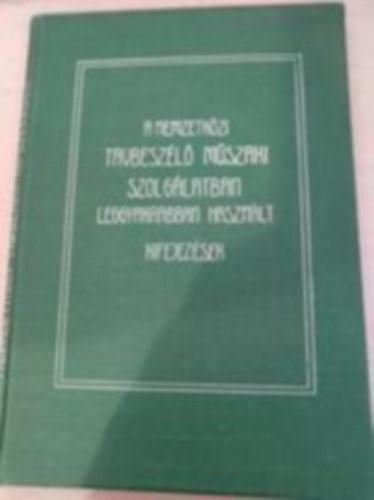 A NEMZETKÖZI
TÁVBESZÉLŐ MŰSZAKI
SZOLGÁLATBAN
LEGGYAKRABBAN HASZNÁLT
KIFEJEZÉSEK